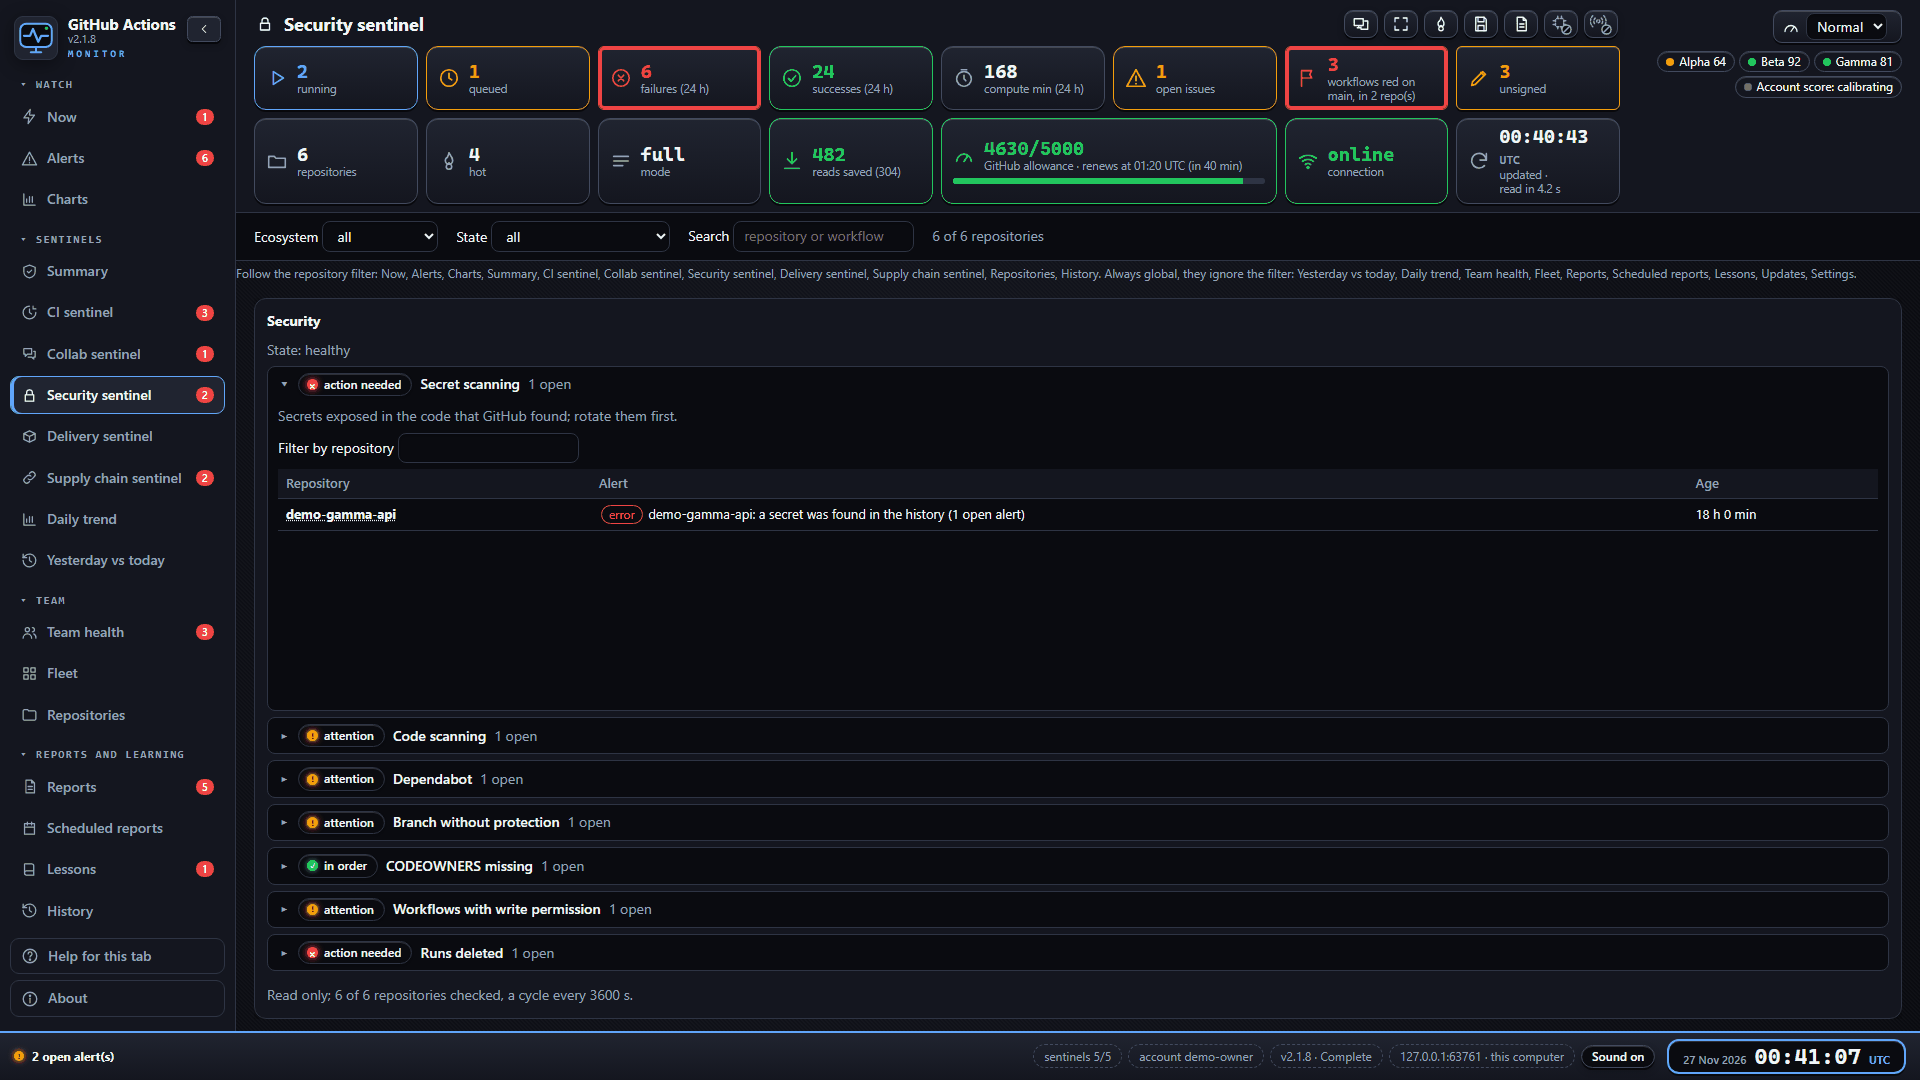 GitHub Actions
v2.1.8
MONITOR
WATCH
Now 1
Alerts 6
Charts
SENTINELS
Summary
CI sentinel 3
Collab sentinel 1
Security sentinel 2
Delivery sentinel
Supply chain sentinel 2
Daily trend
Yesterday vs today
TEAM
Team health 3
Fleet
Repositories
REPORTS AND LEARNING
Reports 5
Scheduled reports
Lessons 1
History
Help for this tab
About
Security sentinel
Normal
2
running
1
queued
6
failures (24 h)
24
successes (24 h)
168
compute min (24 h)
1
open issues
3
workflows red on
main, in 2 repo(s)
3
unsigned
Alpha 64
Beta 92
Gamma 81
Account score: calibrating
6
repositories
4
hot
full
mode
482
reads saved (304)
4630/5000
GitHub allowance · renews at 01:20 UTC (in 40 min)
online
connection
00:40:43
UTC
updated ·
read in 4.2 s
Ecosystem all State all Search repository or workflow 6 of 6 repositories
Follow the repository filter: Now, Alerts, Charts, Summary, CI sentinel, Collab sentinel, Security sentinel, Delivery sentinel, Supply chain sentinel, Repositories, History. Always global, they ignore the filter: Yesterday vs today, Daily trend, Team health, Fleet, Reports, Scheduled reports, Lessons, Updates, Settings.
Security
State: healthy
action needed Secret scanning 1 open
Secrets exposed in the code that GitHub found; rotate them first.
Filter by repository
Repository Alert Age
demo-gamma-api error demo-gamma-api: a secret was found in the history (1 open alert) 18 h 0 min
attention Code scanning 1 open
attention Dependabot 1 open
attention Branch without protection 1 open
in order CODEOWNERS missing 1 open
attention Workflows with write permission 1 open
action needed Runs deleted 1 open
Read only; 6 of 6 repositories checked, a cycle every 3600 s.
2 open alert(s)
sentinels 5/5
account demo-owner
v2.1.8 · Complete
127.0.0.1:63761 · this computer
Sound on
27 Nov 2026 00:41:07 UTC